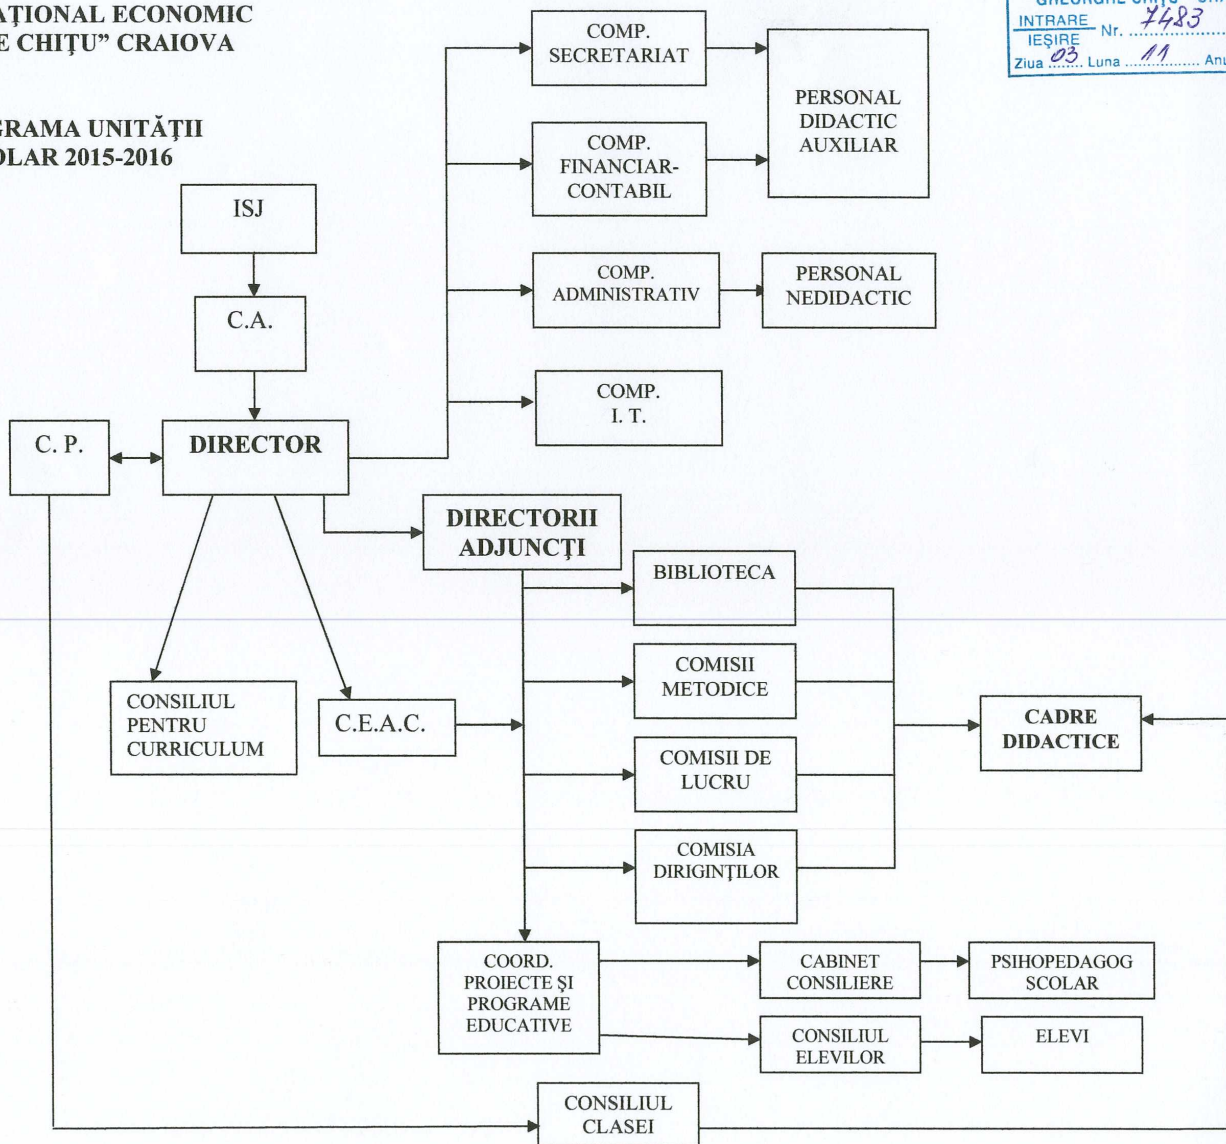 AŢIONAL ECONOMIC
E CHIŢU” CRAIOVA
GRAMA UNITĂŢII
OLAR 2015-2016
INTRARE
IEŞIRE
Nr. 7483
Ziua 03 Luna 11 Anu
COMP.
SECRETARIAT
PERSONAL
DIDACTIC
AUXILIAR
COMP.
FINANCIAR-
CONTABIL
ISJ
COMP.
ADMINISTRATIV
PERSONAL
NEDIDACTIC
C.A.
COMP.
I. T.
C. P.
DIRECTOR
DIRECTORII
ADJUNCŢI
BIBLIOTECA
COMISII
METODICE
CONSILIUL
PENTRU
CURRICULUM
C.E.A.C.
CADRE
DIDACTICE
COMISII DE
LUCRU
COMISIA
DIRIGINŢILOR
COORD.
PROIECTE ŞI
PROGRAME
EDUCATIVE
CABINET
CONSILIERE
PSIHOPEDAGOG
SCOLAR
CONSILIUL
ELEVILOR
ELEVI
CONSILIUL
CLASEI